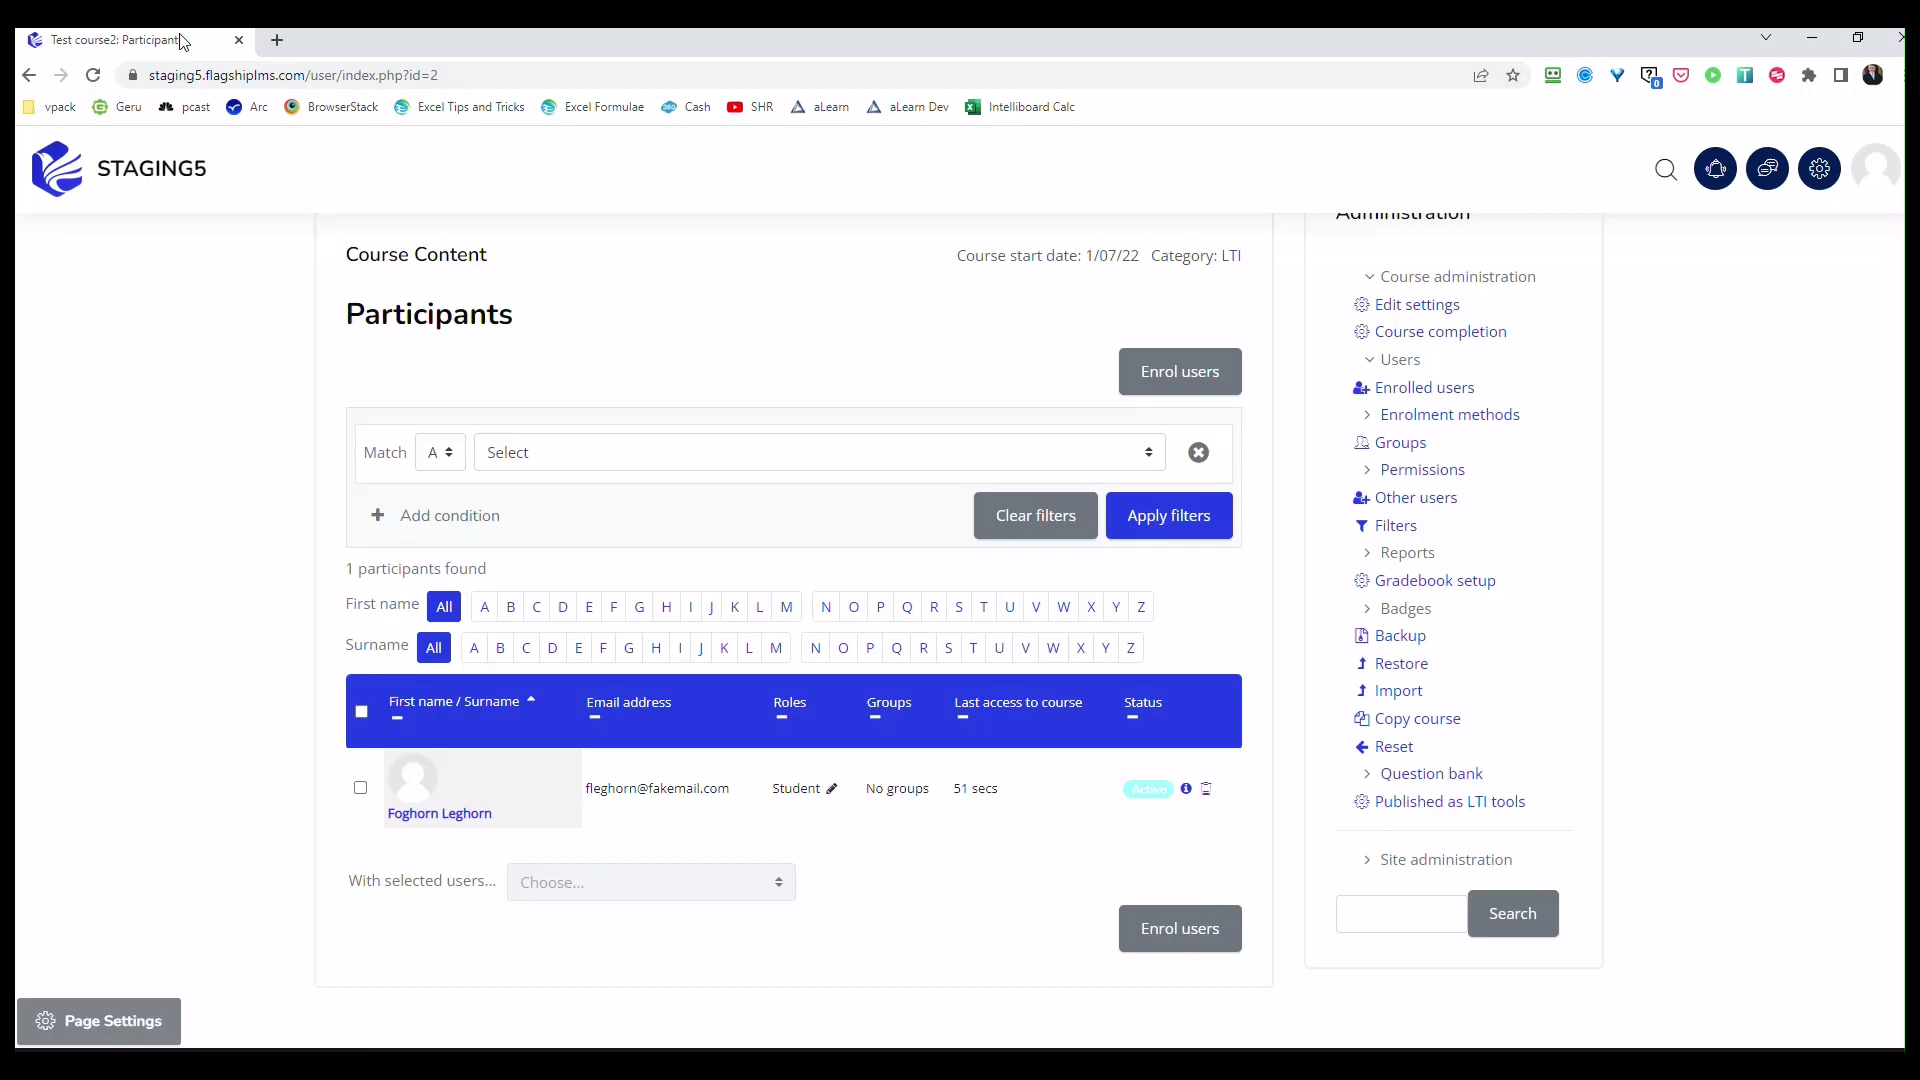 Test course2: Participant
staging5.flagshiplms.com/user/index.php?id=2
vpack Geru pcast Arc BrowserStack Excel Tips and Tricks Excel Formulae Cash SHR aLearn aLearn Dev Intelliboard Calc
STAGING5
Course Content
Course start date: 1/07/22 Category: LTI
Participants
Enrol users
Match A Select
Add condition
Clear filters Apply filters
1 participants found
First name All A B C D E F G H I J K L M N O P Q R S T U V W X Y Z
Surname All A B C D E F G H I J K L M N O P Q R S T U V W X Y Z
First name / Surname Email address Roles Groups Last access to course Status
fleghorn@fakemail.com Student No groups 51 secs Active
Foghorn Leghorn
With selected users... Choose...
Enrol users
Administration
Course administration
Edit settings
Course completion
Users
Enrolled users
Enrolment methods
Groups
Permissions
Other users
Filters
Reports
Gradebook setup
Badges
Backup
Restore
Import
Copy course
Reset
Question bank
Published as LTI tools
Site administration
Search
Page Settings